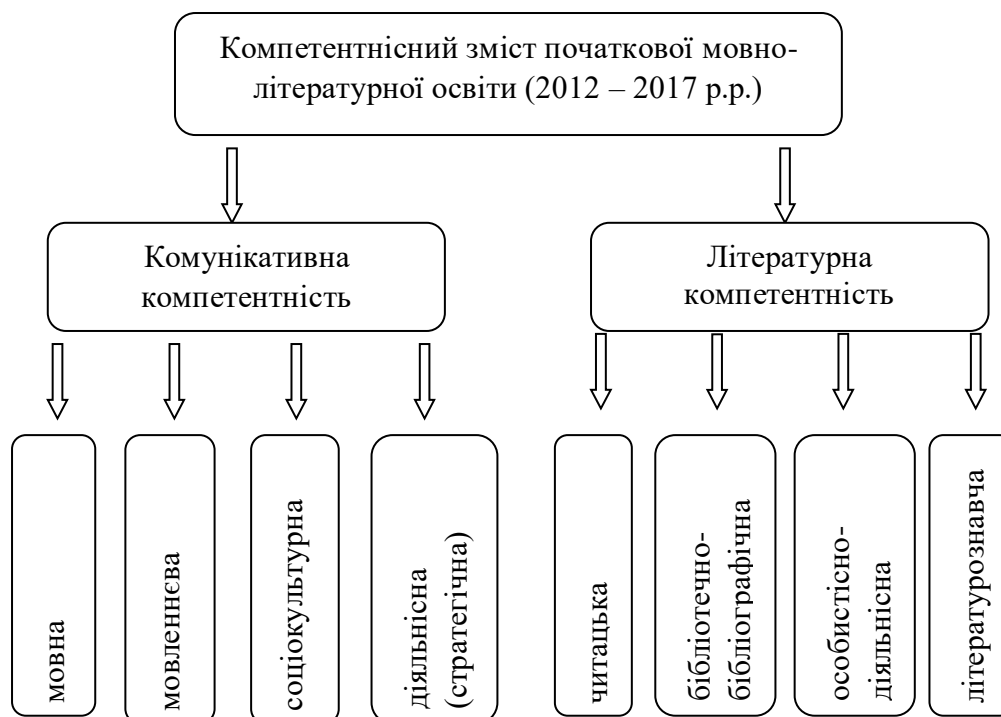 Компетентнісний зміст початкової мовно-
літературної освіти (2012 – 2017 р.р.)
Комунікативна
компетентність
Літературна
компетентність
мовна
мовленнєва
соціокультурна
діяльнісна
(стратегічна)
читацька
бібліотечно-
бібліографічна
особистісно-
діяльнісна
літературознавча